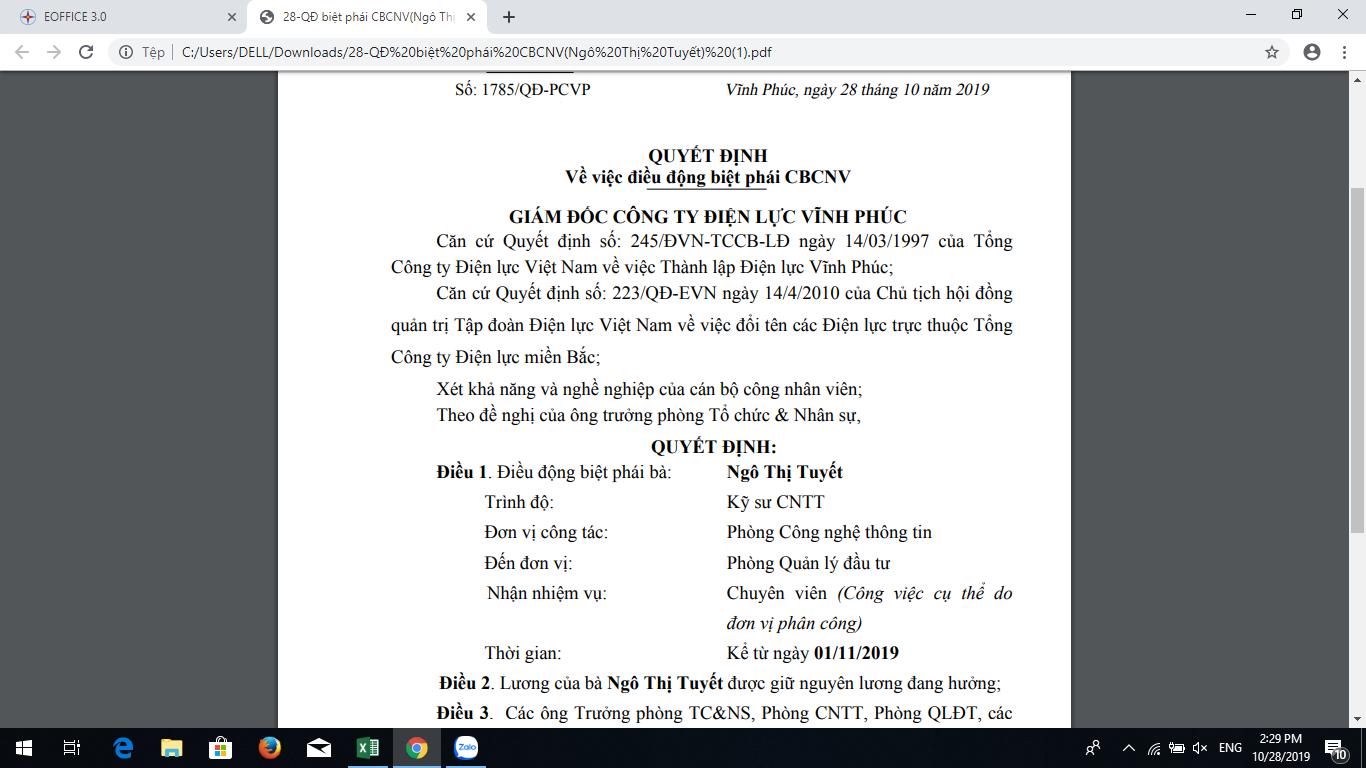 EOFFICE 3.0
28-QĐ biệt phái CBCNV(Ngô Thị
Tệp
C:/Users/DELL/Downloads/28-QĐ%20biệt%20phái%20CBCNV(Ngô%20Thị%20Tuyết)%20(1).pdf
Số: 1785/QĐ-PCVP
Vĩnh Phúc, ngày 28 tháng 10 năm 2019
QUYẾT ĐỊNH
Về việc điều động biệt phái CBCNV
GIÁM ĐỐC CÔNG TY ĐIỆN LỰC VĨNH PHÚC
Căn cứ Quyết định số: 245/ĐVN-TCCB-LĐ ngày 14/03/1997 của Tổng
Công ty Điện lực Việt Nam về việc Thành lập Điện lực Vĩnh Phúc;
Căn cứ Quyết định số: 223/QĐ-EVN ngày 14/4/2010 của Chủ tịch hội đồng
quản trị Tập đoàn Điện lực Việt Nam về việc đổi tên các Điện lực trực thuộc Tổng
Công ty Điện lực miền Bắc;
Xét khả năng và nghề nghiệp của cán bộ công nhân viên;
Theo đề nghị của ông trưởng phòng Tổ chức & Nhân sự,
QUYẾT ĐỊNH:
Điều 1. Điều động biệt phái bà: Ngô Thị Tuyết
Trình độ: Kỹ sư CNTT
Đơn vị công tác: Phòng Công nghệ thông tin
Đến đơn vị: Phòng Quản lý đầu tư
Nhận nhiệm vụ: Chuyên viên (Công việc cụ thể do
đơn vị phân công)
Thời gian: Kể từ ngày 01/11/2019
Điều 2. Lương của bà Ngô Thị Tuyết được giữ nguyên lương đang hưởng;
Điều 3. Các ông Trưởng phòng TC&NS, Phòng CNTT, Phòng QLĐT, các
Zalo
ENG
2:29 PM
10/28/2019
10